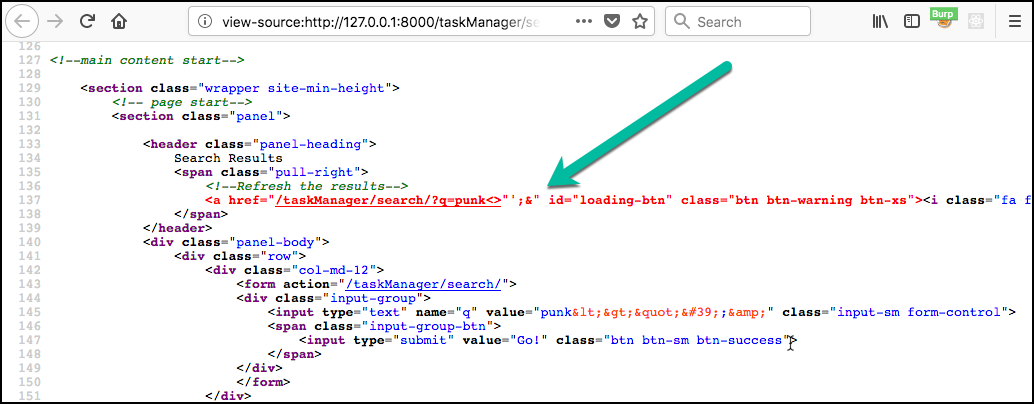 view-source:http://127.0.0.1:8000/taskManager/se
Search
Burp
126
127 <!--main content start-->
128
129 <section class="wrapper site-min-height">
130 <!-- page start-->
131 <section class="panel">
132
133 <header class="panel-heading">
134 Search Results
135 <span class="pull-right">
136 <!--Refresh the results-->
137 <a href="/taskManager/search/?q=punk<>"';&" id="loading-btn" class="btn btn-warning btn-xs"><i class="fa f
138 </span>
139 </header>
140 <div class="panel-body">
141 <div class="row">
142 <div class="col-md-12">
143 <form action="/taskManager/search/">
144 <div class="input-group">
145 <input type="text" name="q" value="punk&lt;&gt;&quot;&#39;;&amp;" class="input-sm form-control">
146 <span class="input-group-btn">
147 <input type="submit" value="Go!" class="btn btn-sm btn-success">
148 </span>
149 </div>
150 </form>
151 </div>